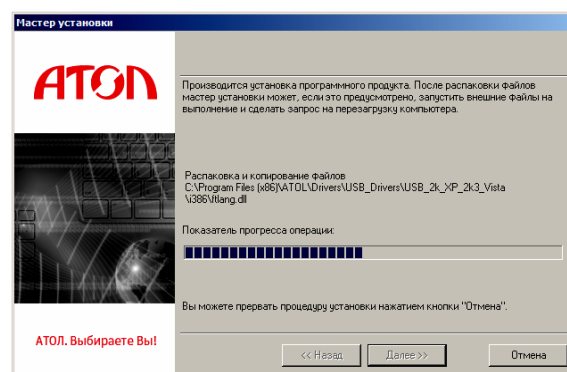 Мастер установки
АТОЛ
Производится установка программного продукта. После распаковки файлов
мастер установки может, если это предусмотрено, запустить внешние файлы на
выполнение и сделать запрос на перезагрузку компьютера.
Распаковка и копирование файлов
C:\Program Files (x86)\ATOL\Drivers\USB_Drivers\USB_2k_XP_2k3_Vista
\i386\ftlang.dll
Показатель прогресса операции:
Вы можете прервать процедуру установки нажатием кнопки "Отмена".
АТОЛ. Выбираете Вы!
<< Назад
Далее >>
Отмена